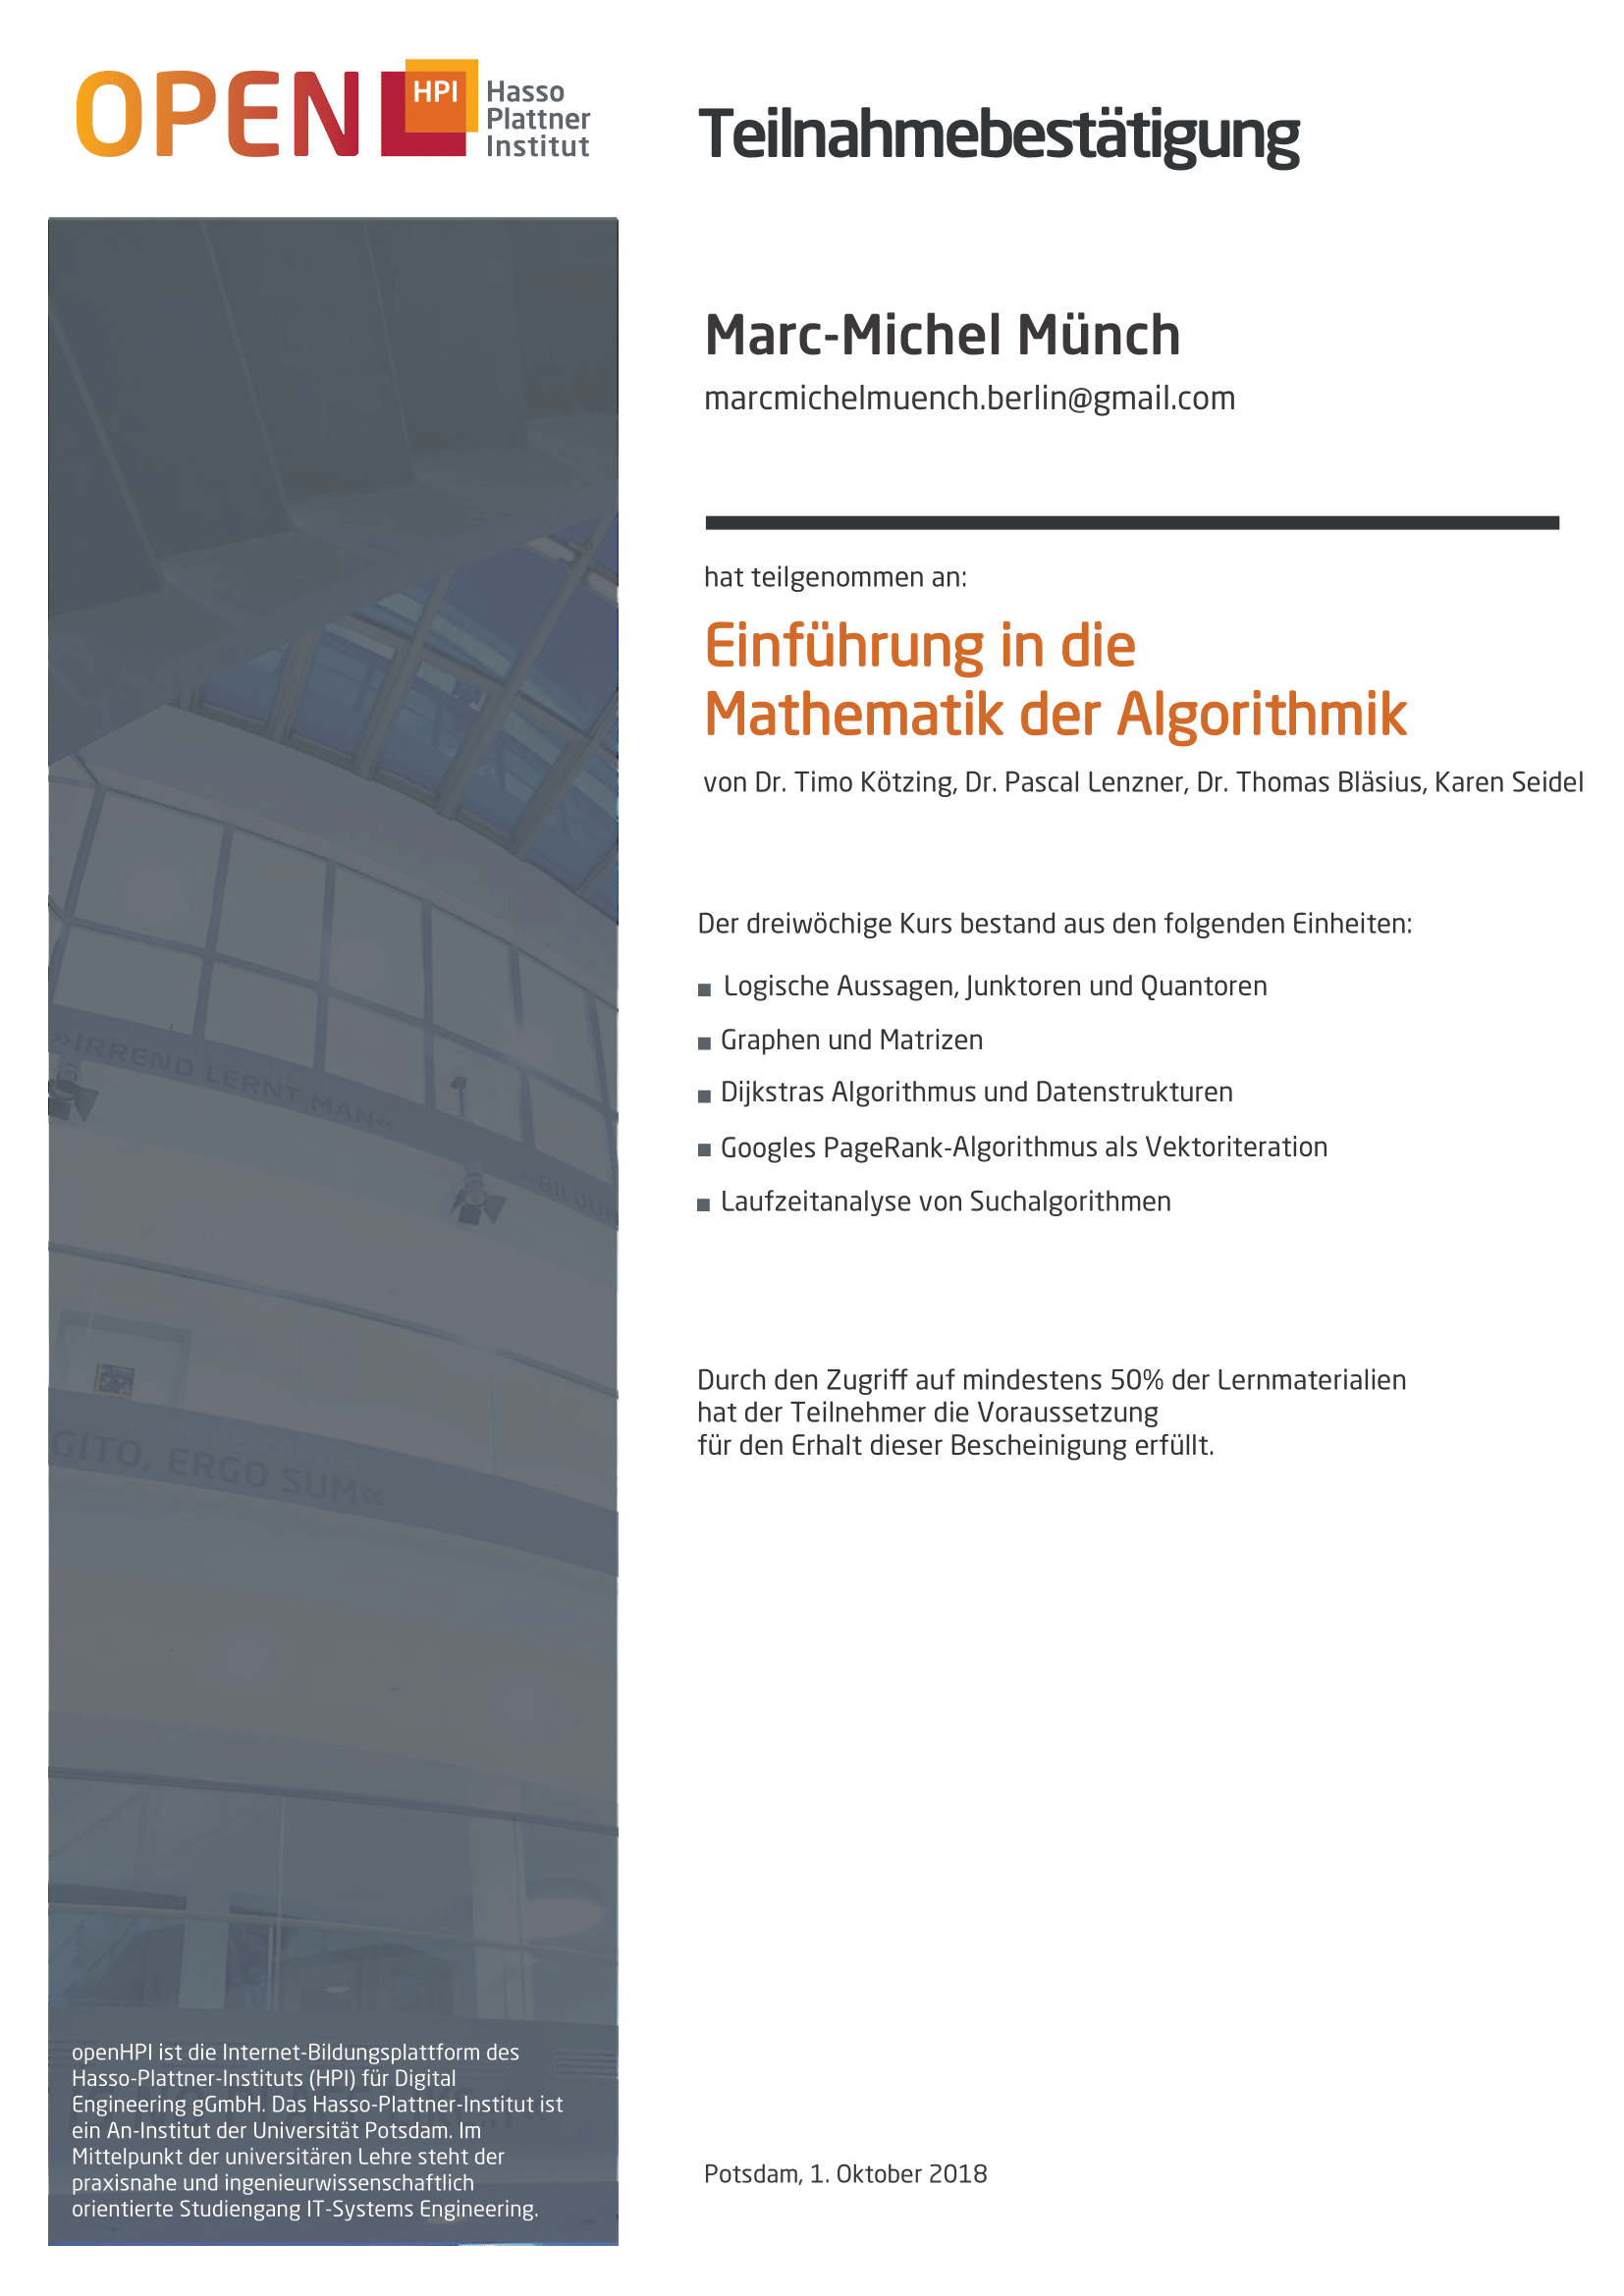 OPEN HPI Hasso
Plattner
Institut
Teilnahmebestätigung
Marc-Michel Münch
marcmichelmuench.berlin@gmail.com
hat teilgenommen an:
Einführung in die
Mathematik der Algorithmik
von Dr. Timo Kötzing, Dr. Pascal Lenzner, Dr. Thomas Bläsius, Karen Seidel
Der dreiwöchige Kurs bestand aus den folgenden Einheiten:
Logische Aussagen, Junktoren und Quantoren
Graphen und Matrizen
Dijkstras Algorithmus und Datenstrukturen
Googles PageRank-Algorithmus als Vektoriteration
Laufzeitanalyse von Suchalgorithmen
Durch den Zugriff auf mindestens 50% der Lernmaterialien
hat der Teilnehmer die Voraussetzung
für den Erhalt dieser Bescheinigung erfüllt.
Potsdam, 1. Oktober 2018
»IRREND LERNT MAN«
»BILDUN
RENÉ DESCARTES
GITO, ERGO SUM«
openHPI ist die Internet-Bildungsplattform des
Hasso-Plattner-Instituts (HPI) für Digital
Engineering gGmbH. Das Hasso-Plattner-Institut ist
ein An-Institut der Universität Potsdam. Im
Mittelpunkt der universitären Lehre steht der
praxisnahe und ingenieurwissenschaftlich
orientierte Studiengang IT-Systems Engineering.